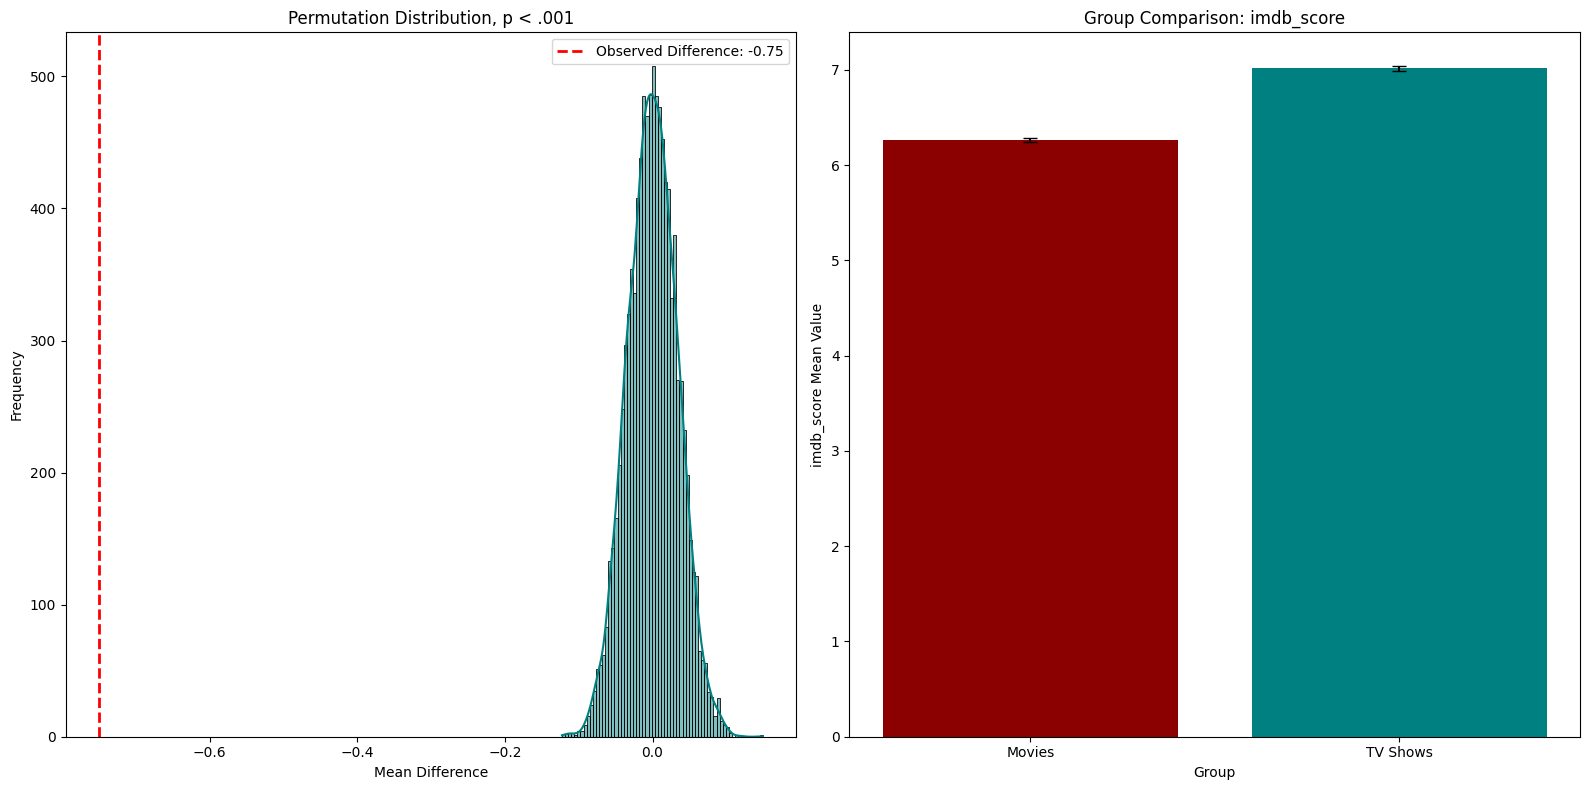 Permutation Distribution, p < .001
Observed Difference: -0.75
500
400
300
200
100
0
Frequency
−0.6
−0.4
−0.2
0.0
Mean Difference
Group Comparison: imdb_score
7
6
5
4
3
2
1
0
imdb_score Mean Value
Movies
TV Shows
Group